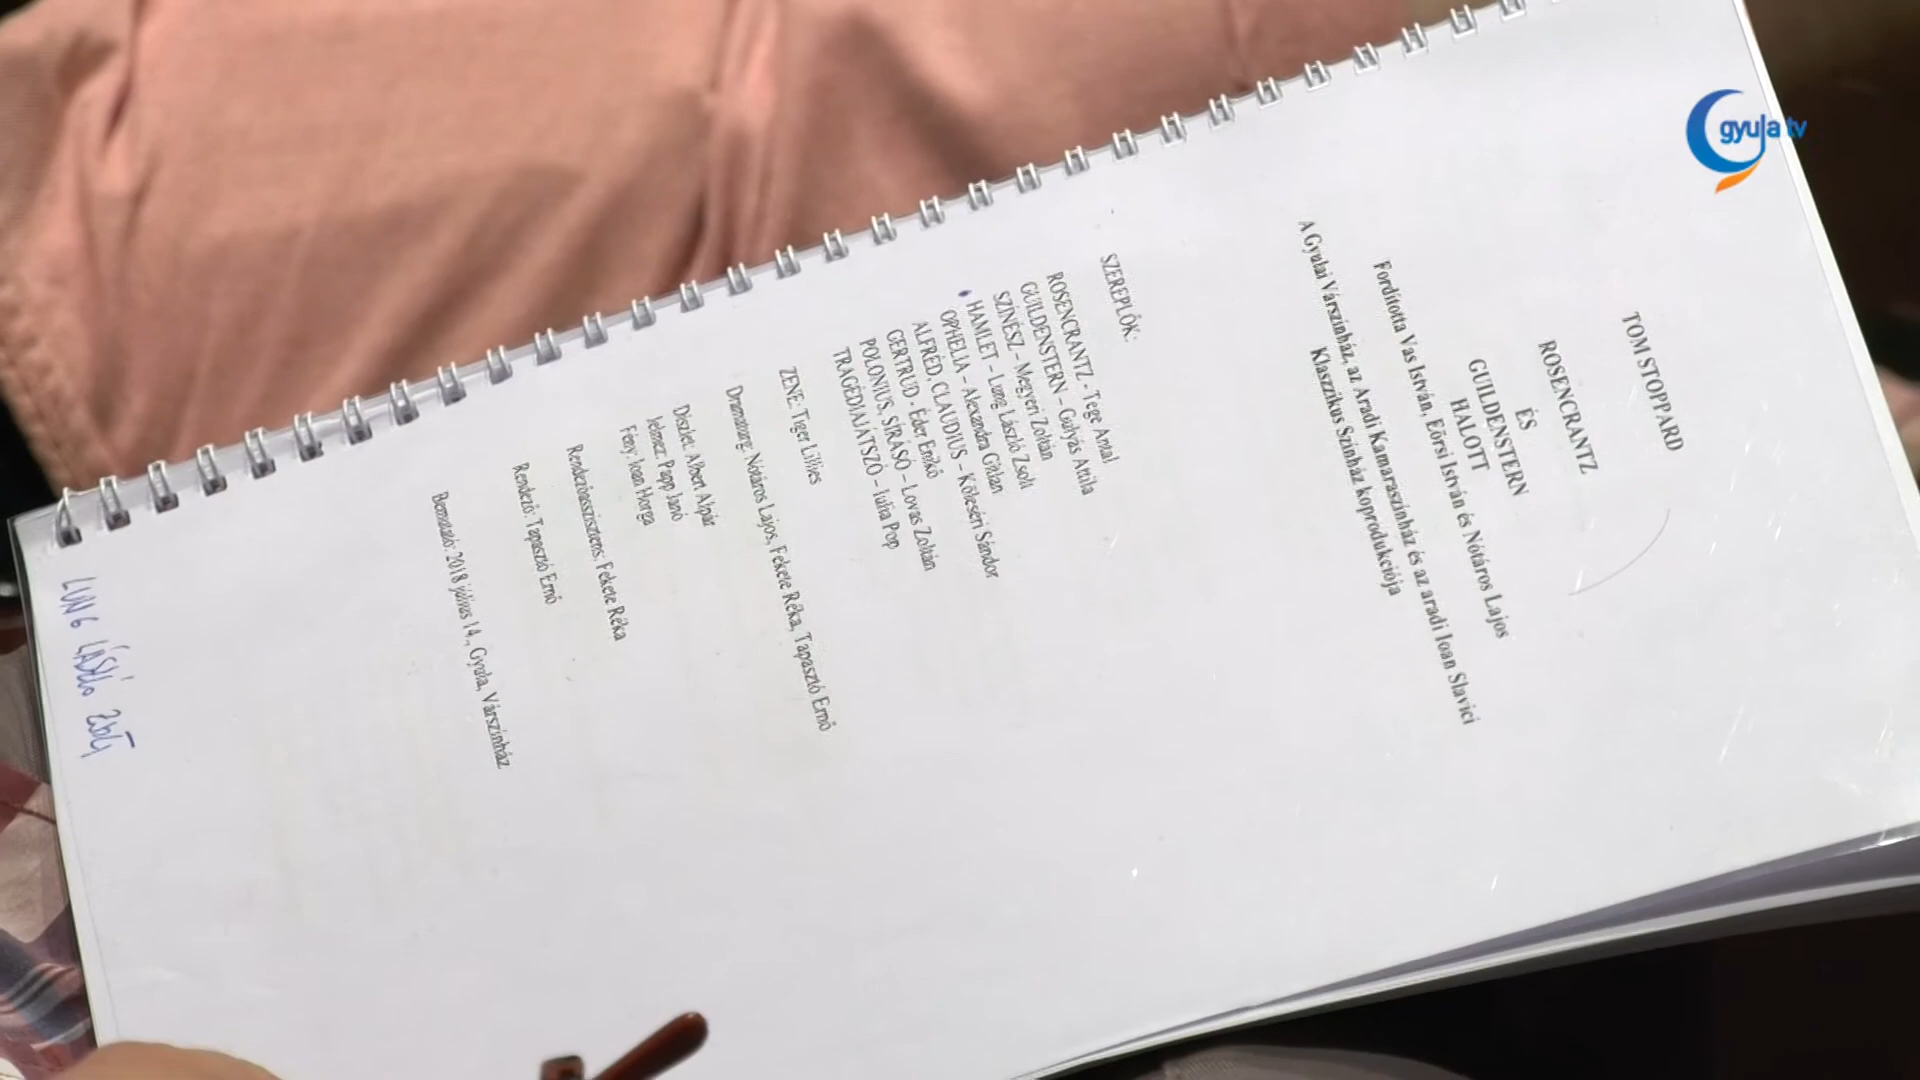 TOM STOPPARD
ROSENCRANTZ
ÉS
GUILDENSTERN
HALOTT
Fordította Vas István, Eörsi István és Nótáros Lajos
A Gyulai Várszínház, az Aradi Kamaraszínház és az aradi Ioan Slavici
Klasszikus Színház koprodukciója
SZEREPLŐK:
ROSENCRANTZ - Tege Antal
GUILDENSTERN – Gulyás Attila
SZÍNÉSZ – Megyeri Zoltán
HAMLET – Lung László Zsolt
OPHELIA – Alexandra Gitlan
ALFRÉD, CLAUDIUS – Köleséri Sándor
GERTRUD - Éder Enikő
POLONIUS, SÍRÁSÓ – Lovas Zoltán
TRAGÉDIAJÁTSZÓ – Iulia Pop
ZENE: Tiger Lillies
Dramaturg: Nótáros Lajos, Fekete Réka, Tapasztó Ernő
Díszlet: Albert Alpár
Jelmez: Papp Janó
Fény: Ioan Horga
Rendezőasszisztens: Fekete Réka
Rendező: Tapasztó Ernő
Bemutató: 2018 július 14., Gyula, Várszínház
LUNG LÁSZLÓ ZSOLT
gyula tv